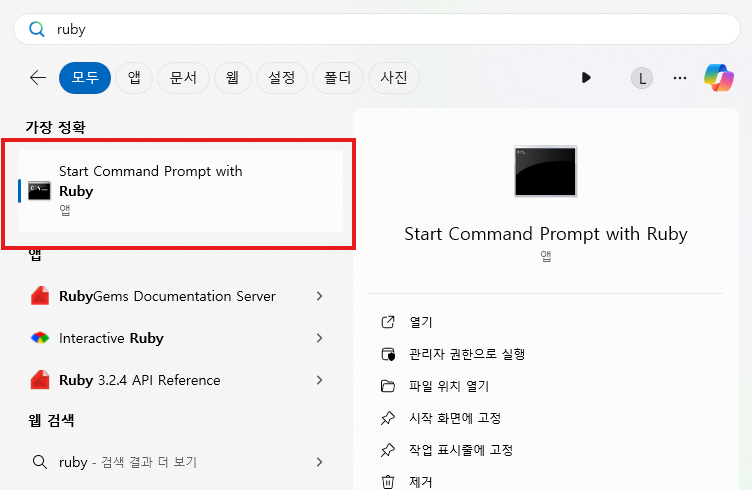 ruby
모두 앱 문서 웹 설정 폴더 사진 L
가장 정확
Start Command Prompt with
Ruby
앱
앱
RubyGems Documentation Server
Interactive Ruby
Ruby 3.2.4 API Reference
웹 검색
ruby - 검색 결과 더 보기
Start Command Prompt with Ruby
앱
열기
관리자 권한으로 실행
파일 위치 열기
시작 화면에 고정
작업 표시줄에 고정
제거